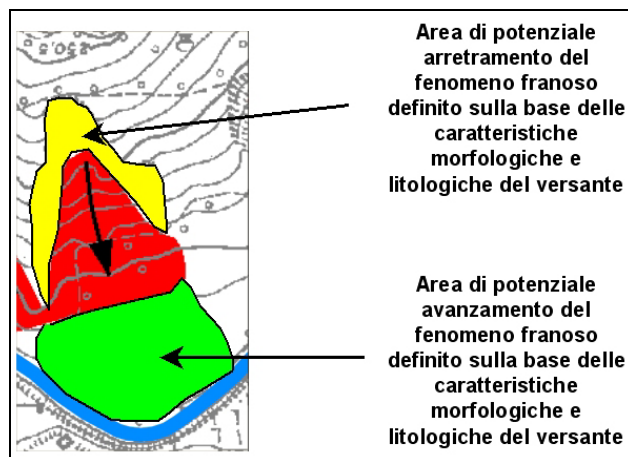 Area di potenziale
arretramento del
fenomeno franoso
definito sulla base delle
caratteristiche
morfologiche e
litologiche del versante
Area di potenziale
avanzamento del
fenomeno franoso
definito sulla base delle
caratteristiche
morfologiche e
litologiche del versante